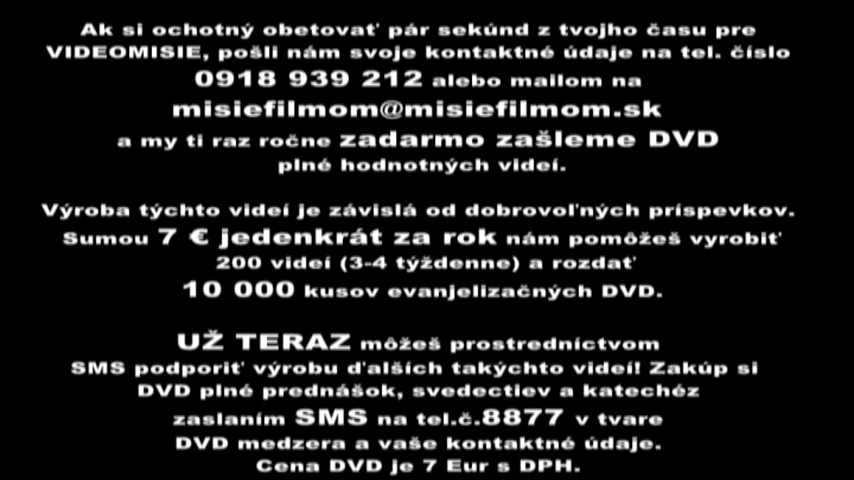 Ak si ochotný obetovať pár sekúnd z tvojho času pre
VIDEOMISIE, pošli nám svoje kontaktné údaje na tel. číslo
0918 939 212 alebo mailom na
misiefilmom@misiefilmom.sk
a my ti raz ročne zadarmo zašleme DVD
plné hodnotných videí.
Výroba týchto videí je závislá od dobrovoľných príspevkov.
Sumou 7 € jedenkrát za rok nám pomôžeš vyrobiť
200 videí (3-4 týždenne) a rozdať
10 000 kusov evanjelizačných DVD.
UŽ TERAZ môžeš prostredníctvom
SMS podporiť výrobu ďalších takýchto videí! Zakúp si
DVD plné prednášok, svedectiev a katechéz
zaslaním SMS na tel.č.8877 v tvare
DVD medzera a vaše kontaktné údaje.
Cena DVD je 7 Eur s DPH.